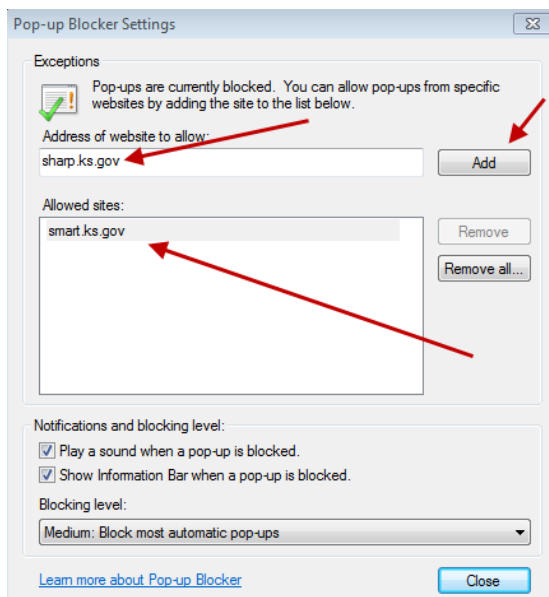 Pop-up Blocker Settings
Exceptions
Pop-ups are currently blocked. You can allow pop-ups from specific
websites by adding the site to the list below.
Address of website to allow:
sharp.ks.gov
Add
Allowed sites:
smart.ks.gov
Remove
Remove all...
Notifications and blocking level:
Play a sound when a pop-up is blocked.
Show Information Bar when a pop-up is blocked.
Blocking level:
Medium: Block most automatic pop-ups
Learn more about Pop-up Blocker
Close